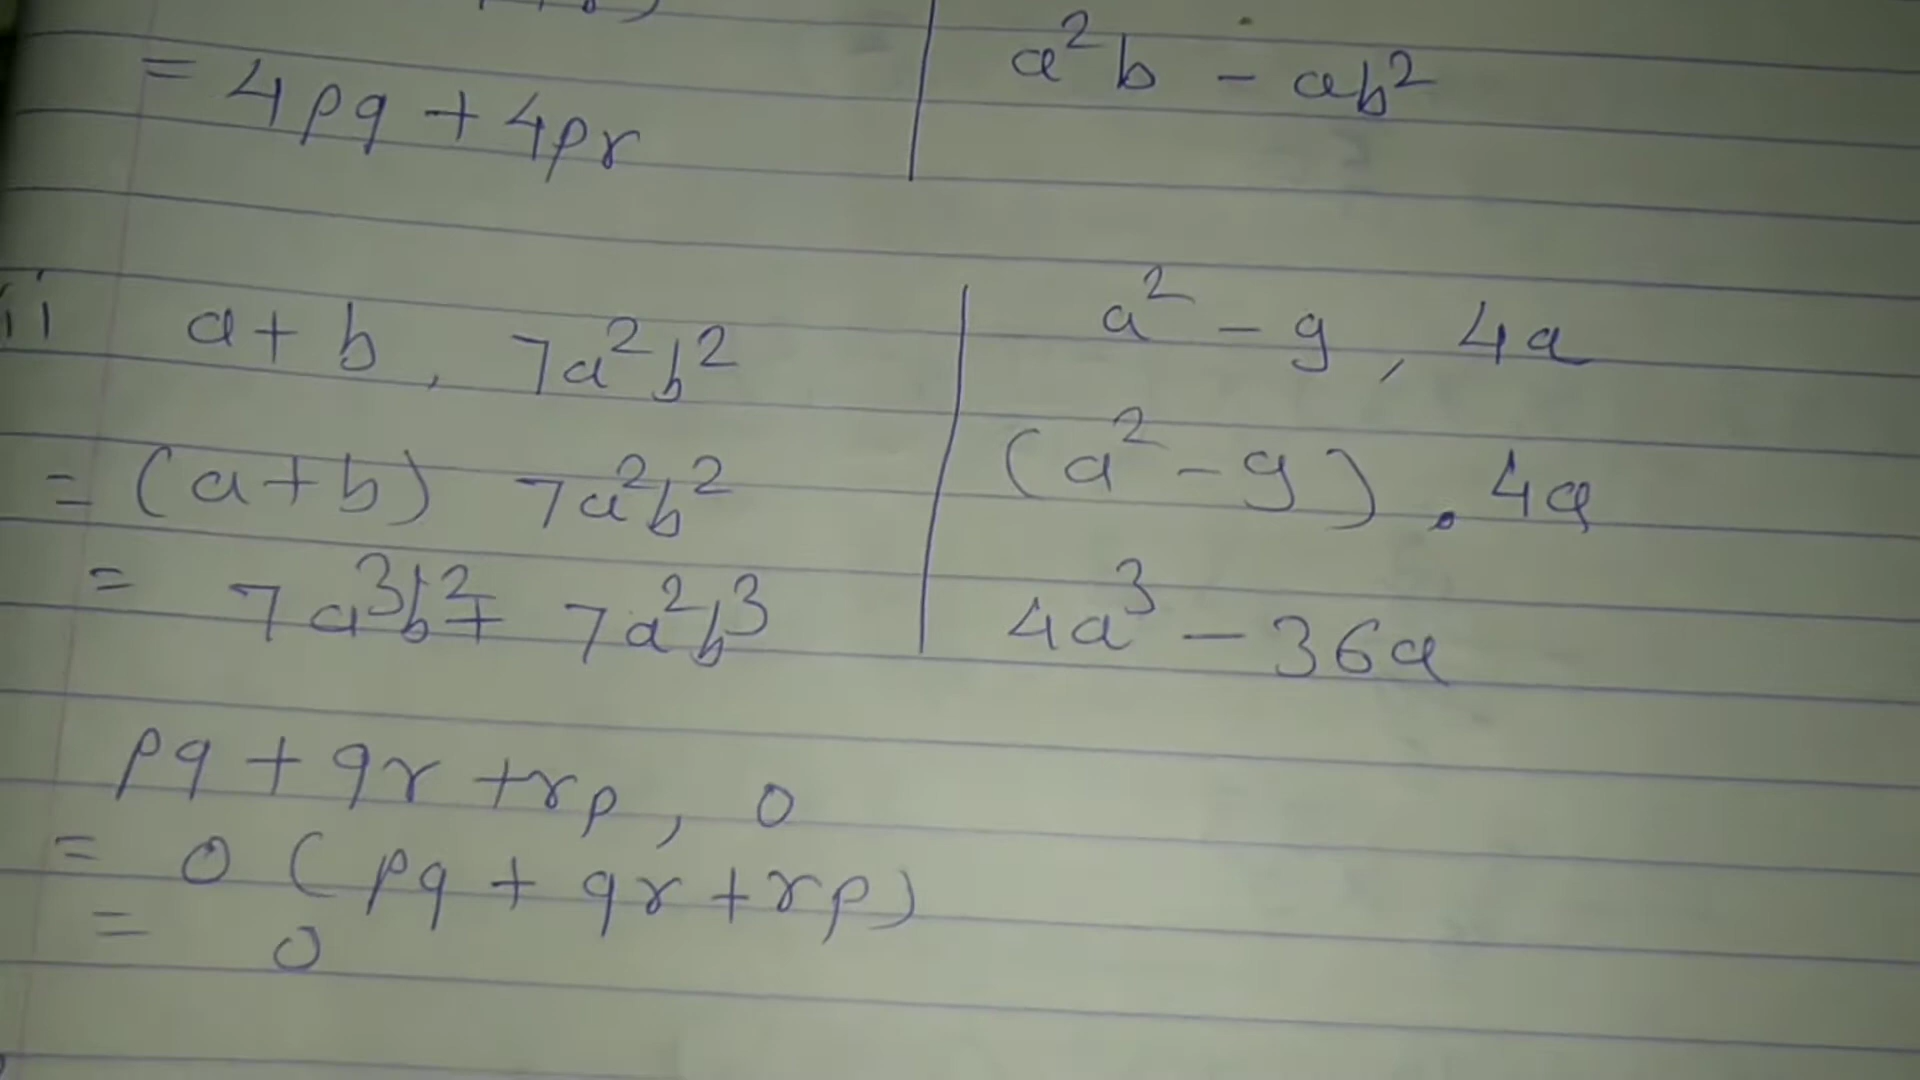 = 4pq + 4pr
a²b - ab²
ii a + b, 7a²b²
= (a + b) 7a²b²
= 7a³b² + 7a²b³
a² - 9, 4a
(a² - 9) . 4a
4a³ - 36a
pq + qr + rp, 0
= 0 (pq + qr + rp)
= 0